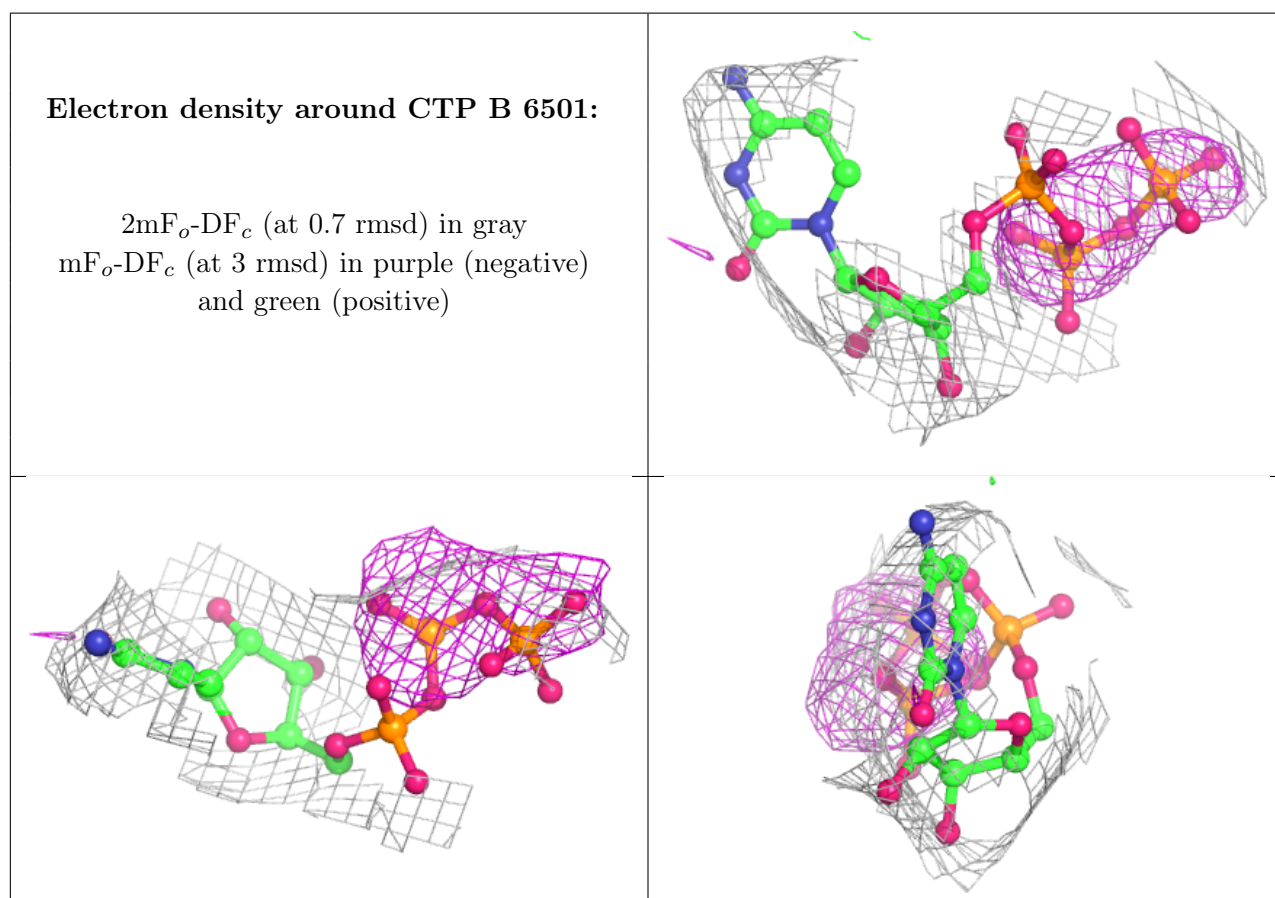 Electron density around CTP B 6501:
2mFo-DFc (at 0.7 rmsd) in gray
mFo-DFc (at 3 rmsd) in purple (negative)
and green (positive)